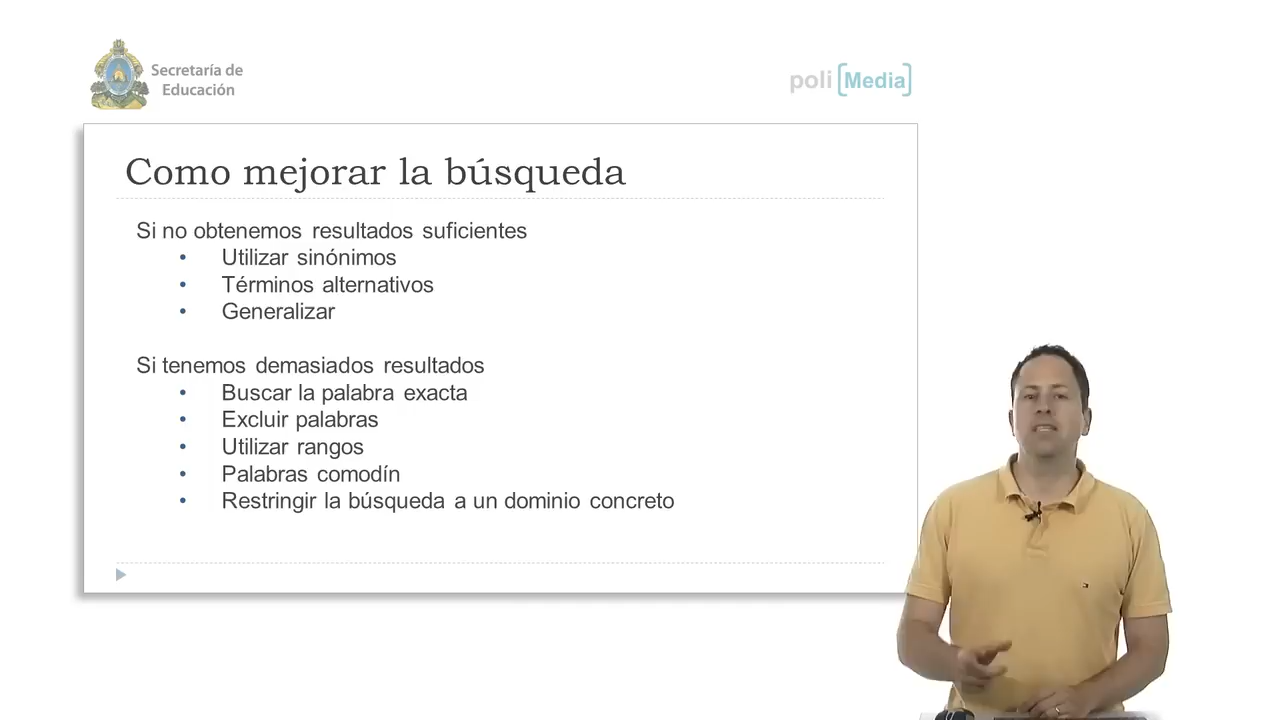 Secretaría de
Educación
poli [Media]
Como mejorar la búsqueda
Si no obtenemos resultados suficientes
• Utilizar sinónimos
• Términos alternativos
• Generalizar
Si tenemos demasiados resultados
• Buscar la palabra exacta
• Excluir palabras
• Utilizar rangos
• Palabras comodín
• Restringir la búsqueda a un dominio concreto